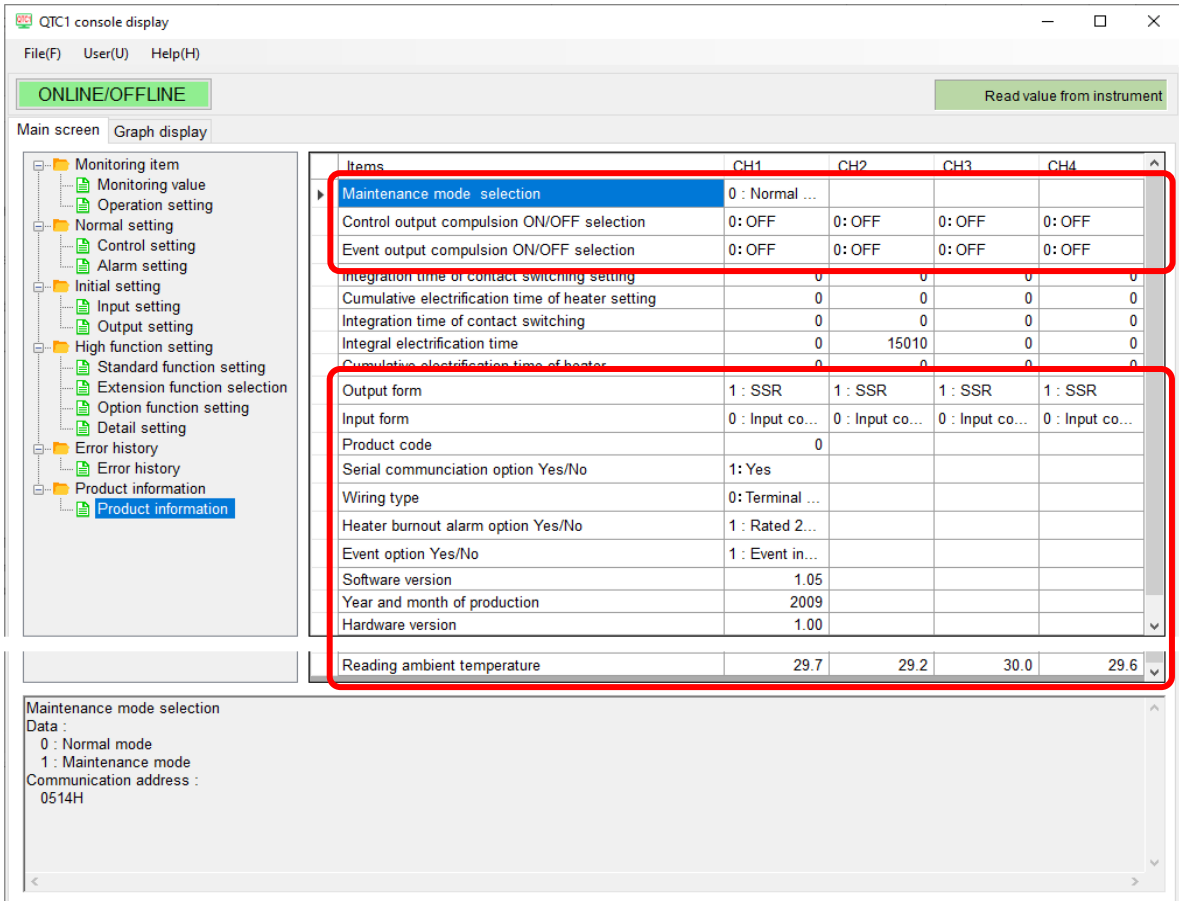 QTC1 console display
File(F) User(U) Help(H)
ONLINE/OFFLINE
Read value from instrument
Main screen Graph display
Monitoring item
Monitoring value
Operation setting
Normal setting
Control setting
Alarm setting
Initial setting
Input setting
Output setting
High function setting
Standard function setting
Extension function selection
Option function setting
Detail setting
Error history
Error history
Product information
Product information
Items CH1 CH2 CH3 CH4
Maintenance mode selection 0 : Normal ...
Control output compulsion ON/OFF selection 0: OFF 0: OFF 0: OFF 0: OFF
Event output compulsion ON/OFF selection 0: OFF 0: OFF 0: OFF 0: OFF
Integration time of contact switching setting 0 0 0 0
Cumulative electrification time of heater setting 0 0 0 0
Integration time of contact switching 0 0 0 0
Integral electrification time 0 15010 0 0
Cumulative electrification time of heater 0 0 0 0
Output form 1 : SSR 1 : SSR 1 : SSR 1 : SSR
Input form 0 : Input co... 0 : Input co... 0 : Input co... 0 : Input co...
Product code 0
Serial communciation option Yes/No 1: Yes
Wiring type 0: Terminal ...
Heater burnout alarm option Yes/No 1 : Rated 2...
Event option Yes/No 1 : Event in...
Software version 1.05
Year and month of production 2009
Hardware version 1.00
Reading ambient temperature 29.7 29.2 30.0 29.6
Maintenance mode selection
Data :
0 : Normal mode
1 : Maintenance mode
Communication address :
0514H